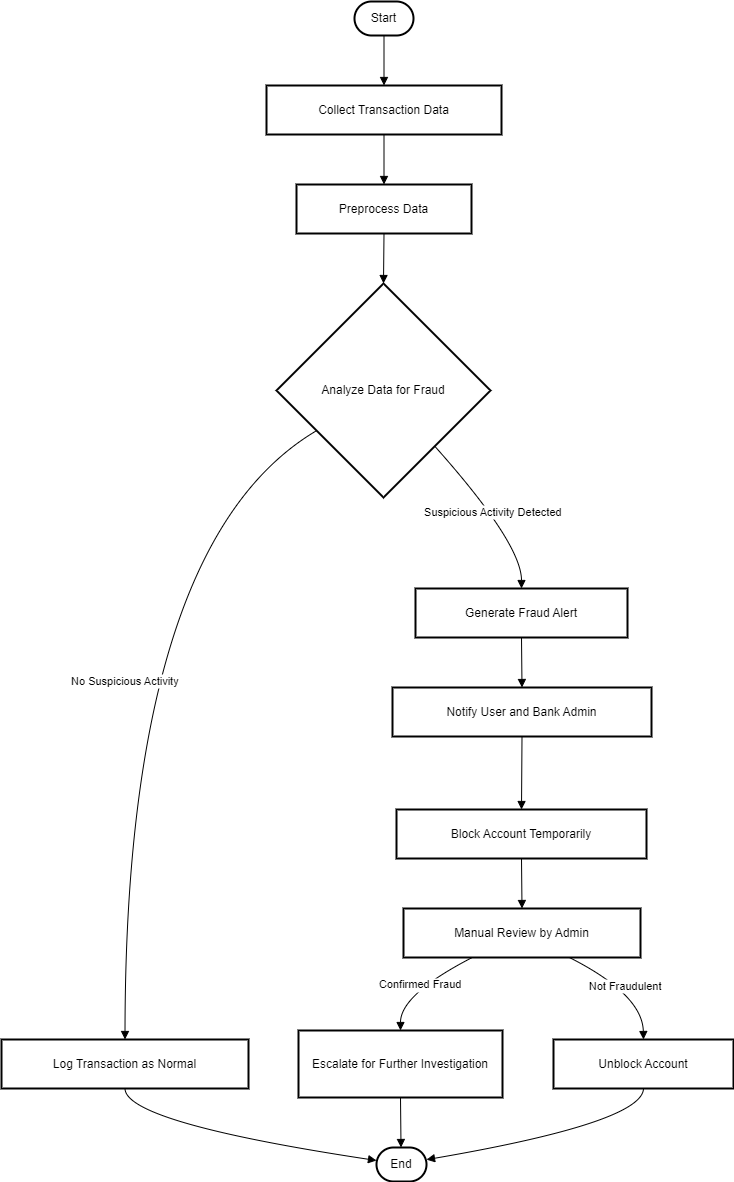 Start
Collect Transaction Data
Preprocess Data
Analyze Data for Fraud
Suspicious Activity Detected
Generate Fraud Alert
No Suspicious Activity
Notify User and Bank Admin
Block Account Temporarily
Manual Review by Admin
Confirmed Fraud
Not Fraudulent
Log Transaction as Normal
Escalate for Further Investigation
Unblock Account
End